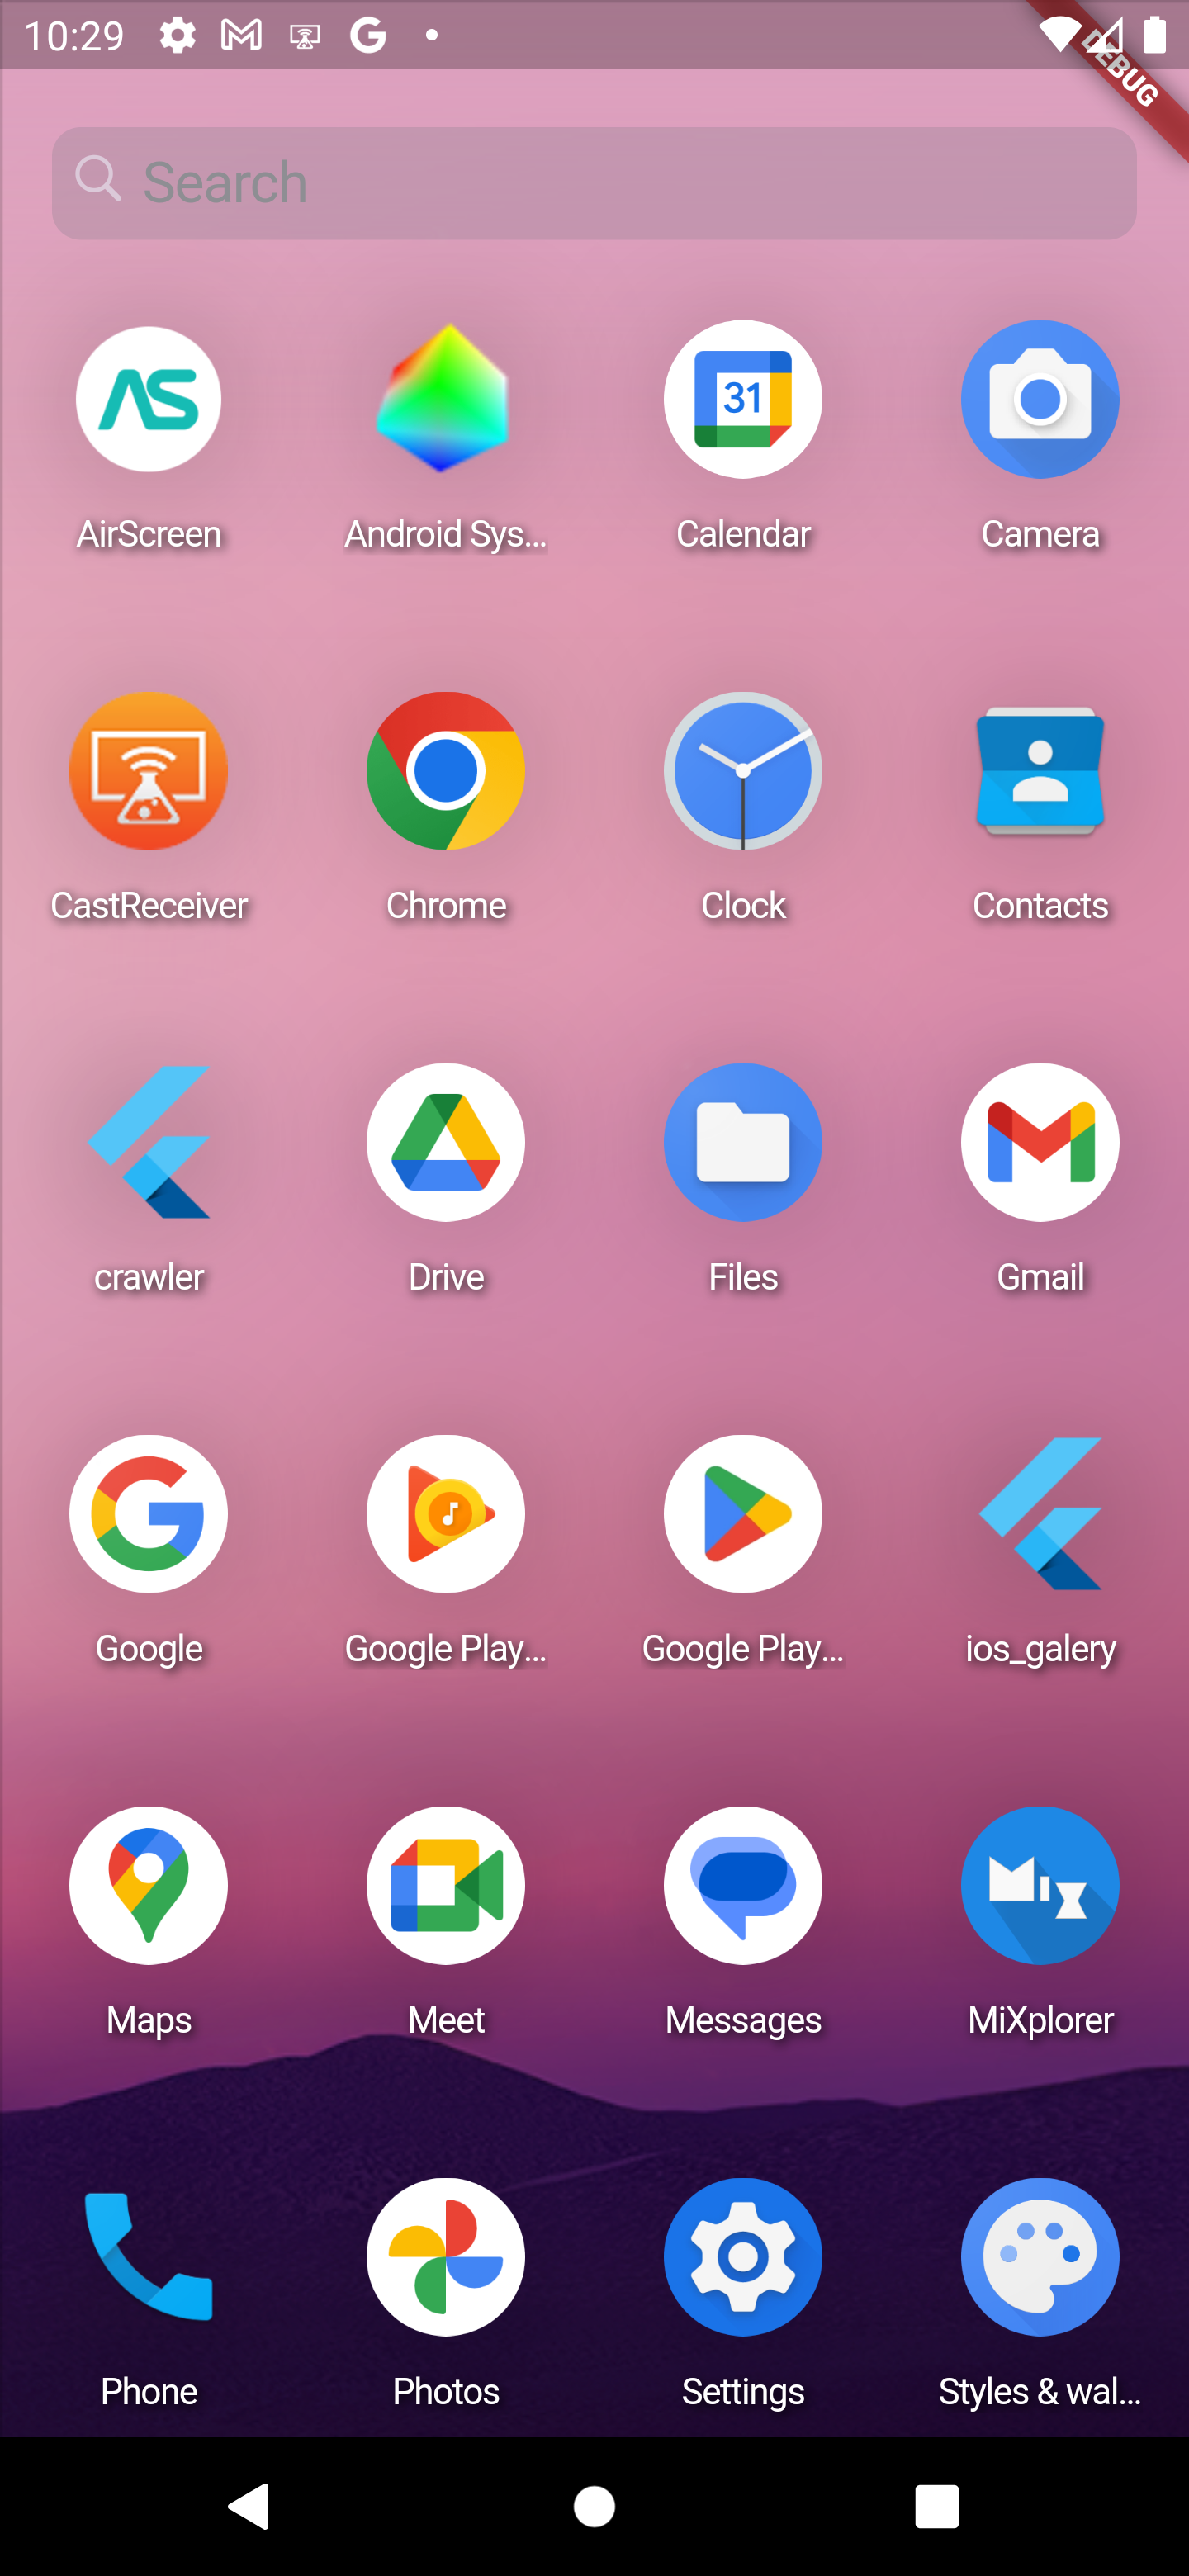 10:29
DEBUG
Search
AirScreen
Android Sys...
31
Calendar
Camera
CastReceiver
Chrome
Clock
Contacts
crawler
Drive
Files
Gmail
Google
Google Play...
Google Play...
ios_galery
Maps
Meet
Messages
MiXplorer
Phone
Photos
Settings
Styles & wal...